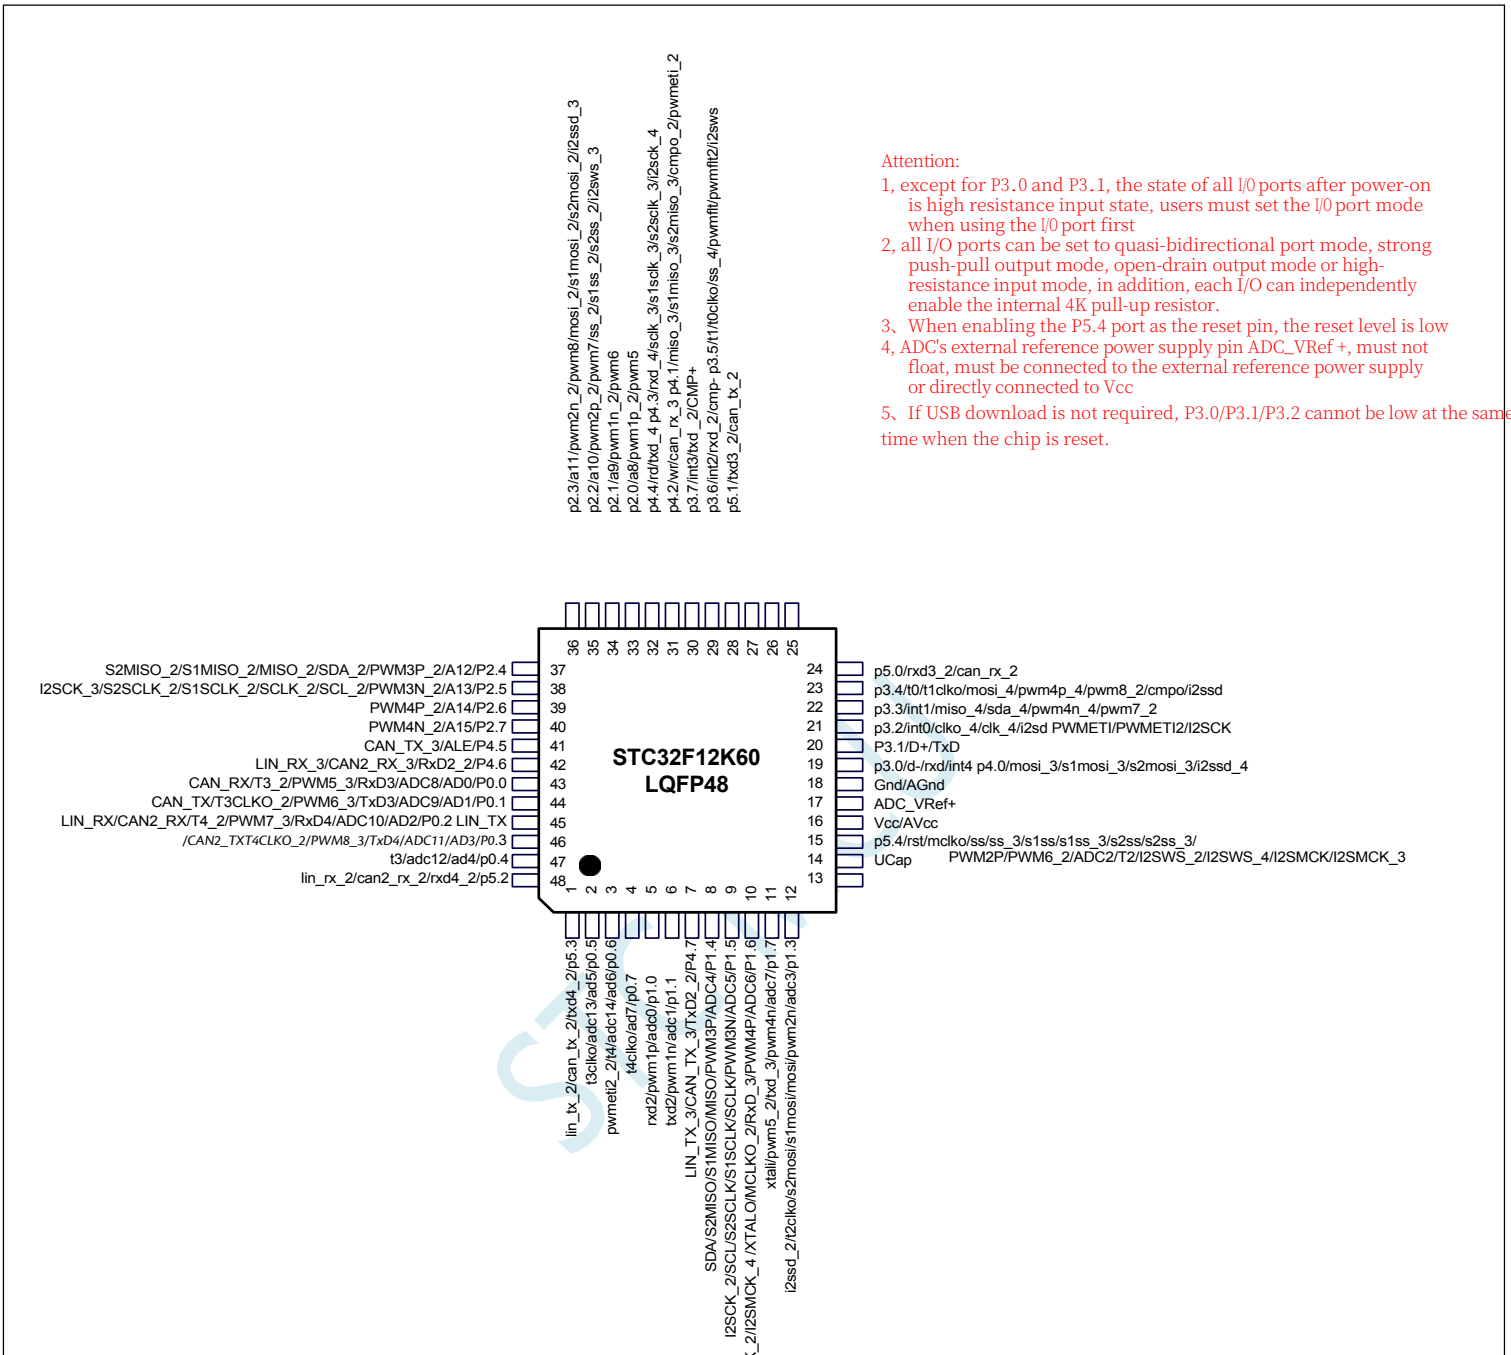 p2.3/a11/pwm2n_2/pwm8/mosi_2/s1mosi_2/s2mosi_2/i2ssd_3
p2.2/a10/pwm2p_2/pwm7/ss_2/s1ss_2/s2ss_2/i2sws_3
p2.1/a9/pwm1n_2/pwm6
p2.0/a8/pwm1p_2/pwm5
p4.4/rd/txd_4 p4.3/rxd_4/sclk_3/s1sclk_3/s2sclk_3/i2sck_4
p4.2/wr/can_rx_3 p4.1/miso_3/s1miso_3/s2miso_3/cmpo_2/pwmeti_2
p3.7/int3/txd _2/CMP+
p3.6/int2/rxd_2/cmp- p3.5/t1/t0clko/ss_4/pwmflt/pwmflt2/i2sws
p5.1/txd3_2/can_tx_2
Attention:
1, except for P3.0 and P3.1, the state of all I/0 ports after power-on
is high resistance input state, users must set the I/0 port mode
when using the I/0 port first
2, all I/O ports can be set to quasi-bidirectional port mode, strong
push-pull output mode, open-drain output mode or high-
resistance input mode, in addition, each I/O can independently
enable the internal 4K pull-up resistor.
3、When enabling the P5.4 port as the reset pin, the reset level is low
4, ADC's external reference power supply pin ADC_VRef +, must not
float, must be connected to the external reference power supply
or directly connected to Vcc
5、If USB download is not required, P3.0/P3.1/P3.2 cannot be low at the same
time when the chip is reset.
36 35 34 33 32 31 30 29 28 27 26 25
S2MISO_2/S1MISO_2/MISO_2/SDA_2/PWM3P_2/A12/P2.4 37
I2SCK_3/S2SCLK_2/S1SCLK_2/SCLK_2/SCL_2/PWM3N_2/A13/P2.5 38
PWM4P_2/A14/P2.6 39
PWM4N_2/A15/P2.7 40
CAN_TX_3/ALE/P4.5 41
LIN_RX_3/CAN2_RX_3/RxD2_2/P4.6 42
CAN_RX/T3_2/PWM5_3/RxD3/ADC8/AD0/P0.0 43
CAN_TX/T3CLKO_2/PWM6_3/TxD3/ADC9/AD1/P0.1 44
LIN_RX/CAN2_RX/T4_2/PWM7_3/RxD4/ADC10/AD2/P0.2 LIN_TX 45
/CAN2_TXT4CLKO_2/PWM8_3/TxD4/ADC11/AD3/P0.3 46
t3/adc12/ad4/p0.4 47
lin_rx_2/can2_rx_2/rxd4_2/p5.2 48
STC32F12K60
LQFP48
24 p5.0/rxd3_2/can_rx_2
23 p3.4/t0/t1clko/mosi_4/pwm4p_4/pwm8_2/cmpo/i2ssd
22 p3.3/int1/miso_4/sda_4/pwm4n_4/pwm7_2
21 p3.2/int0/clko_4/clk_4/i2sd PWMETI/PWMETI2/I2SCK
20 P3.1/D+/TxD
19 p3.0/d-/rxd/int4 p4.0/mosi_3/s1mosi_3/s2mosi_3/i2ssd_4
18 Gnd/AGnd
17 ADC_VRef+
16 Vcc/AVcc
15 p5.4/rst/mclko/ss/ss_3/s1ss/s1ss_3/s2ss/s2ss_3/
14 UCap PWM2P/PWM6_2/ADC2/T2/I2SWS_2/I2SWS_4/I2SMCK/I2SMCK_3
13
1 2 3 4 5 6 7 8 9 10 11 12
lin_tx_2/can_tx_2/txd4_2/p5.3
t3clko/adc13/ad5/p0.5
pwmeti2_2/t4/adc14/ad6/p0.6
t4clko/ad7/p0.7
rxd2/pwm1p/adc0/p1.0
txd2/pwm1n/adc1/p1.1
LIN_TX_3/CAN_TX_3/TxD2_2/P4.7
SDA/S2MISO/S1MISO/MISO/PWM3P/ADC4/P1.4
I2SCK_2/SCL/S2SCLK/S1SCLK/SCLK/PWM3N/ADC5/P1.5
_2/I2SMCK_4 /XTALO/MCLKO_2/RxD_3/PWM4P/ADC6/P1.6
xtali/pwm5_2/txd_3/pwm4n/adc7/p1.7
i2ssd_2/t2clko/s2mosi/s1mosi/mosi/pwm2n/adc3/p1.3